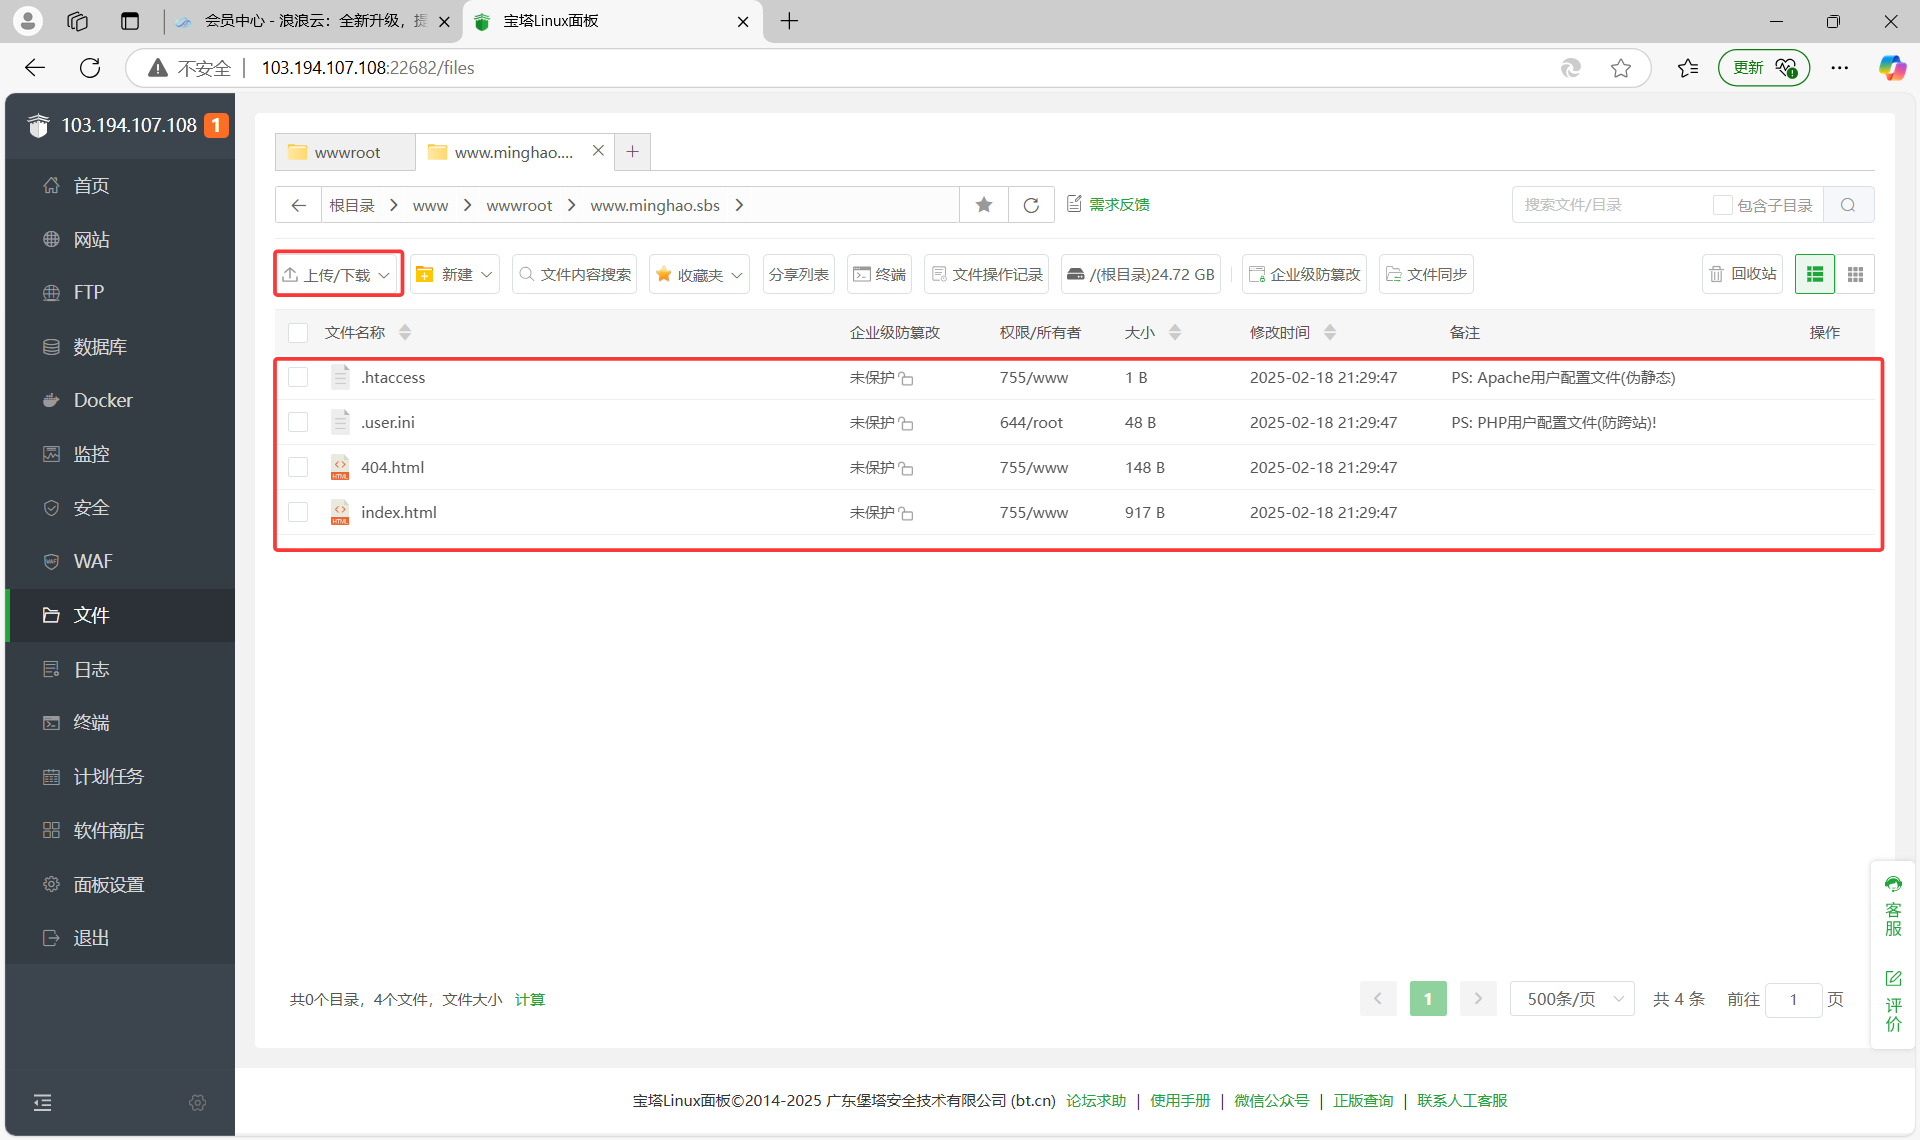 会员中心 - 浪浪云：全新升级，提
宝塔Linux面板
不安全
103.194.107.108:22682/files
更新
103.194.107.108 1
首页
网站
FTP
数据库
Docker
监控
安全
WAF
文件
日志
终端
计划任务
软件商店
面板设置
退出
wwwroot
www.minghao....
根目录 > www > wwwroot > www.minghao.sbs >
需求反馈
搜索文件/目录
包含子目录
上传/下载
新建
文件内容搜索
收藏夹
分享列表
终端
文件操作记录
/(根目录)24.72 GB
企业级防篡改
文件同步
回收站
文件名称 企业级防篡改 权限/所有者 大小 修改时间 备注 操作
.htaccess 未保护 755/www 1 B 2025-02-18 21:29:47 PS: Apache用户配置文件(伪静态)
.user.ini 未保护 644/root 48 B 2025-02-18 21:29:47 PS: PHP用户配置文件(防跨站)!
404.html 未保护 755/www 148 B 2025-02-18 21:29:47
index.html 未保护 755/www 917 B 2025-02-18 21:29:47
共0个目录，4个文件，文件大小 计算
1
500条/页
共 4 条
前往 1 页
客服
评价
宝塔Linux面板©2014-2025 广东堡塔安全技术有限公司 (bt.cn) 论坛求助 | 使用手册 | 微信公众号 | 正版查询 | 联系人工客服